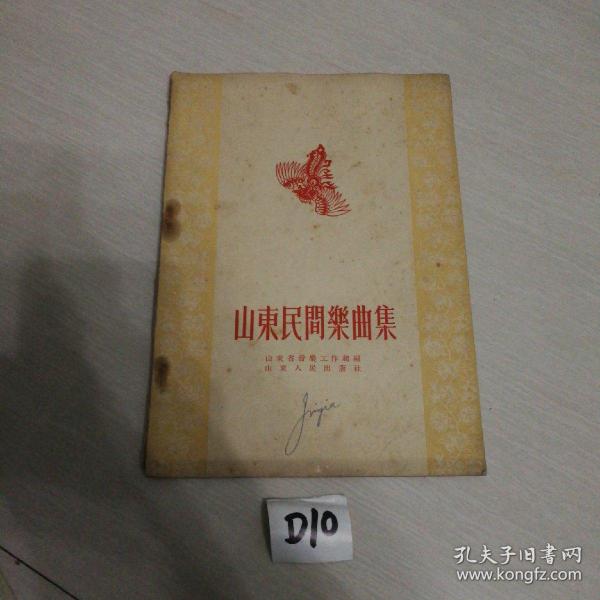 山東民間樂曲集
山東省音樂工作組編
山東人民出版社
D10
孔夫子旧书网
www.kongfz.com